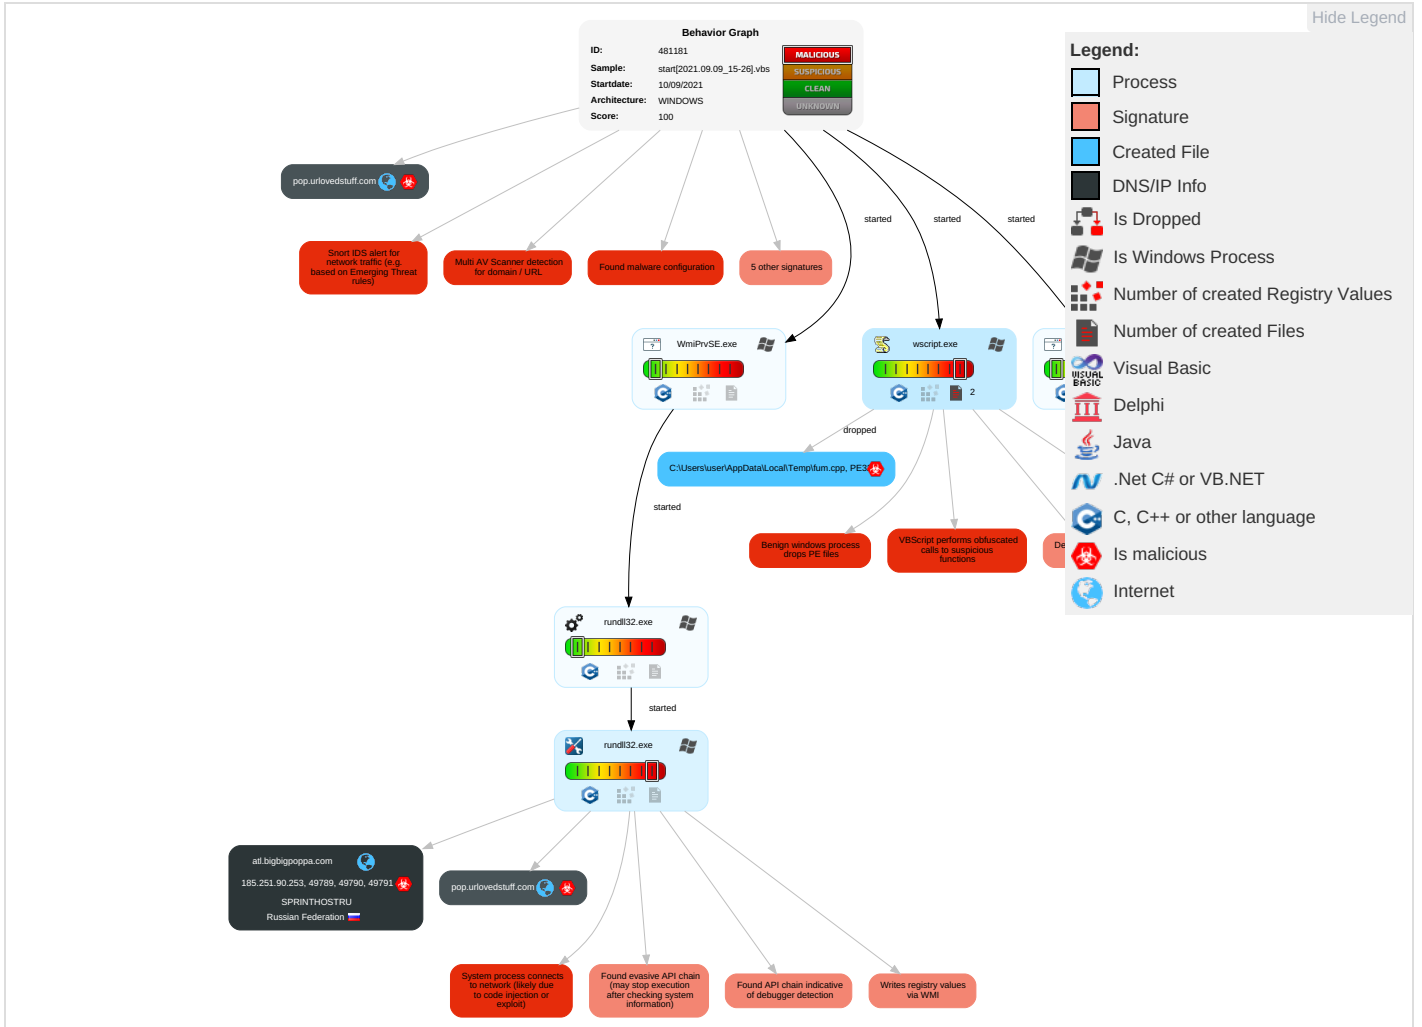 Hide Legend
Behavior Graph
ID: 481181
Sample: start[2021.09.09_15-26].vbs
Startdate: 10/09/2021
Architecture: WINDOWS
Score: 100
MALICIOUS
SUSPICIOUS
CLEAN
UNKNOWN
Legend:
Process
Signature
Created File
DNS/IP Info
Is Dropped
Is Windows Process
Number of created Registry Values
Number of created Files
VISUAL BASIC
Visual Basic
Delphi
Java
.Net C# or VB.NET
C, C++ or other language
Is malicious
Internet
pop.urlovedstuff.com
started
started
started
Snort IDS alert for
network traffic (e.g.
based on Emerging Threat
rules)
Multi AV Scanner detection
for domain / URL
Found malware configuration
5 other signatures
WmiPrvSE.exe
wscript.exe
2
dropped
C:\Users\user\AppData\Local\Temp\fum.cpp,
started
Benign windows process
drops PE files
VBScript performs obfuscated
calls to suspicious
functions
De
rundll32.exe
started
rundll32.exe
atl.bigbigpoppa.com
185.251.90.253, 49789, 49790, 49791
SPRINTHOSTRU
Russian Federation
pop.urlovedstuff.com
System process connects
to network (likely due
to code injection or
exploit)
Found evasive API chain
(may stop execution
after checking system
information)
Found API chain indicative
of debugger detection
Writes registry values
via WMI